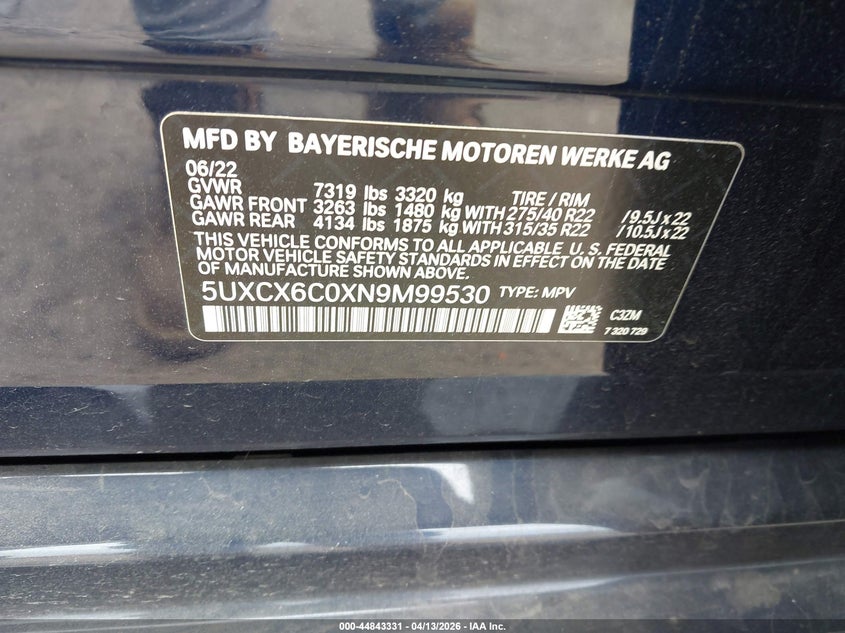 MFD BY BAYERISCHE MOTOREN WERKE AG
06/22
GVWR 7319 lbs 3320 kg TIRE / RIM
GAWR FRONT 3263 lbs 1480 kg WITH 275/40 R22 / 9.5J x 22
GAWR REAR 4134 lbs 1875 kg WITH 315/35 R22 / 10.5J x 22
THIS VEHICLE CONFORMS TO ALL APPLICABLE U. S. FEDERAL
MOTOR VEHICLE SAFETY STANDARDS IN EFFECT ON THE DATE
OF MANUFACTURE SHOWN ABOVE.
5UXCX6C0XN9M99530 TYPE: MPV
C3ZM
7 320 729
000-44843331 - 04/13/2026 - IAA Inc.